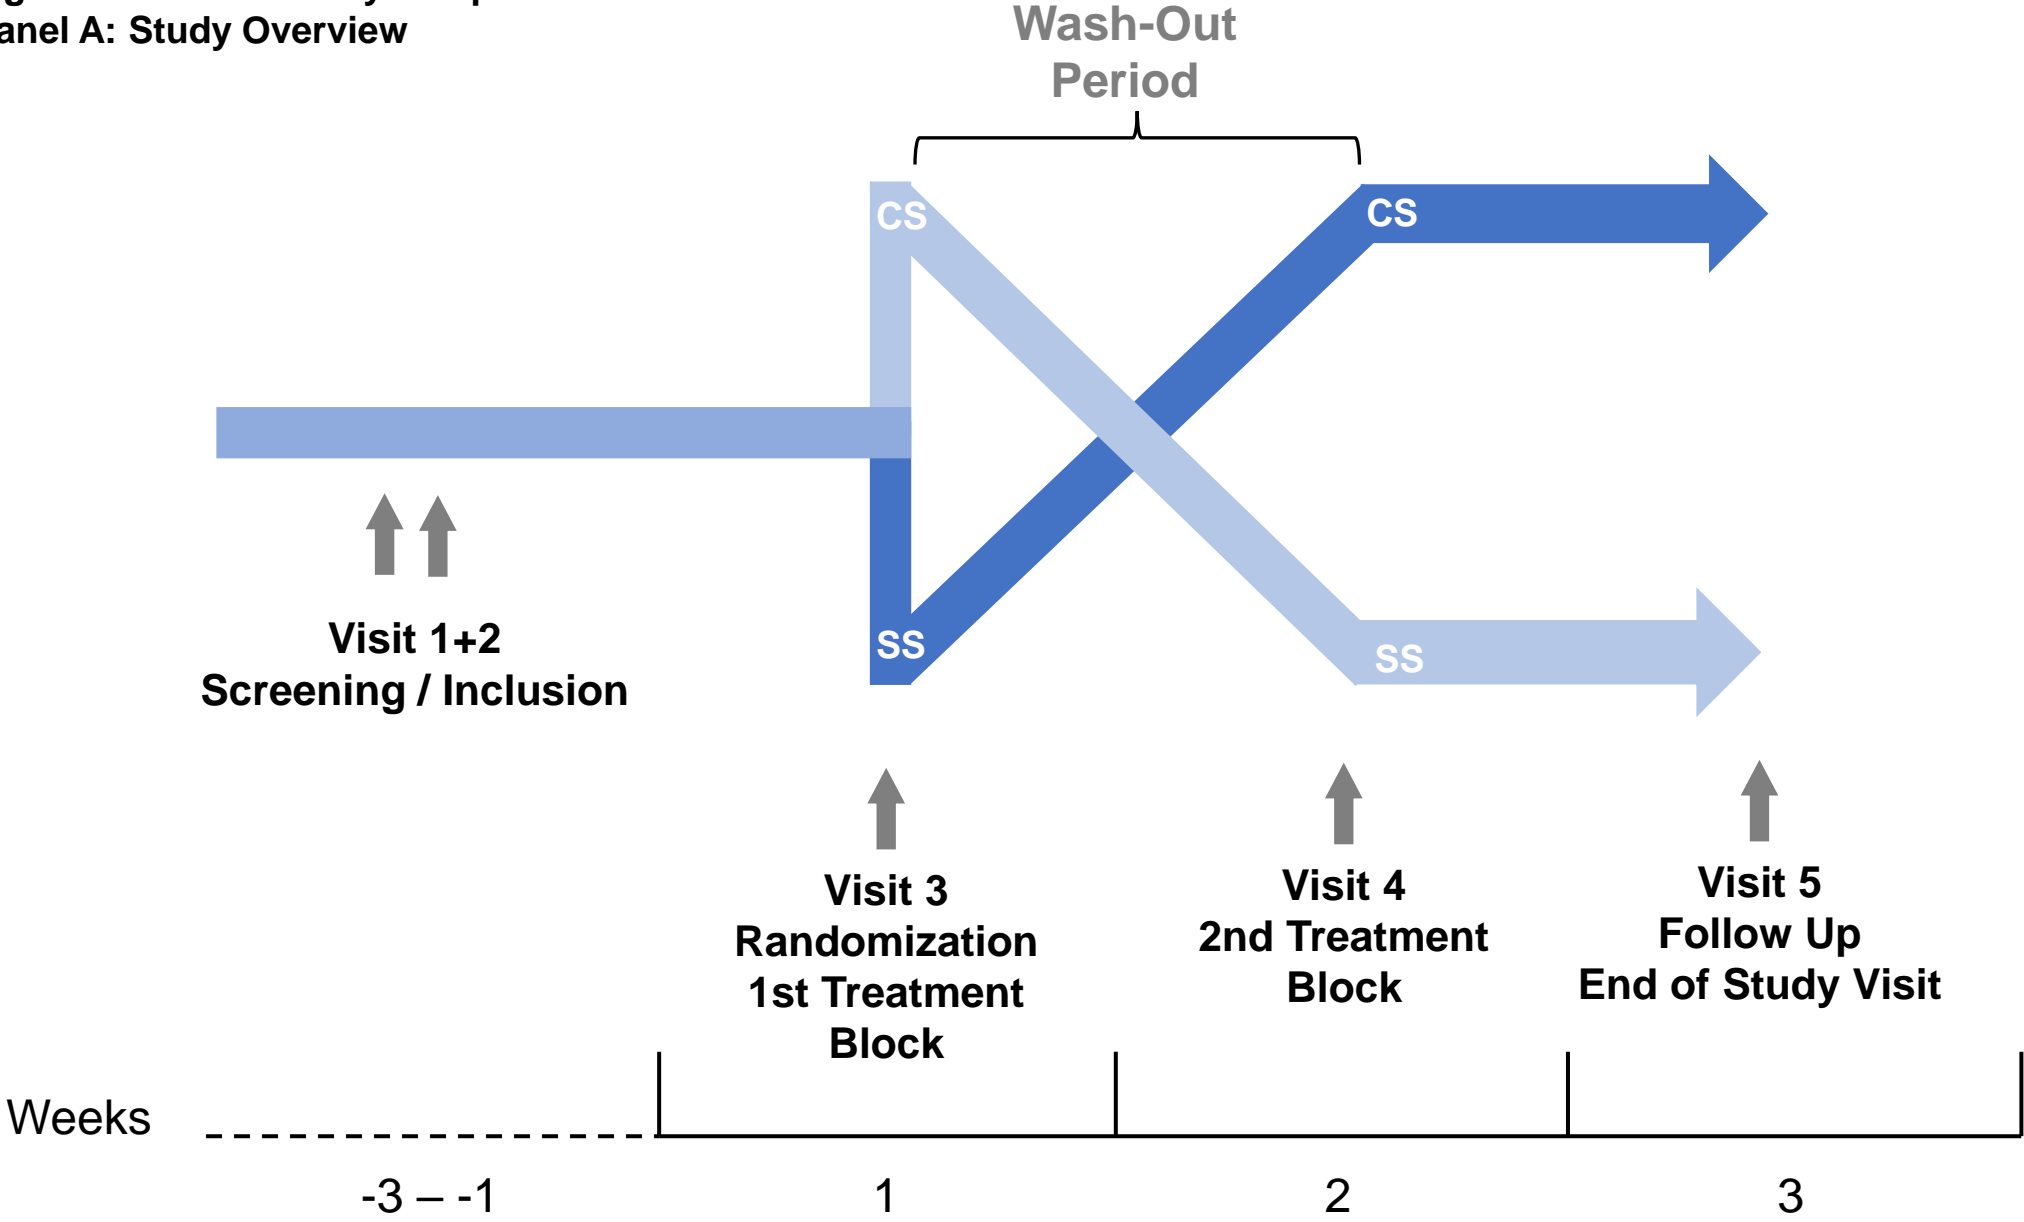 Panel A: Study Overview
Wash-Out
Period
CS
CS
SS
SS
Visit 1+2
Screening / Inclusion
Visit 3
Randomization
1st Treatment
Block
Visit 4
2nd Treatment
Block
Visit 5
Follow Up
End of Study Visit
Weeks
-3 – -1
1
2
3